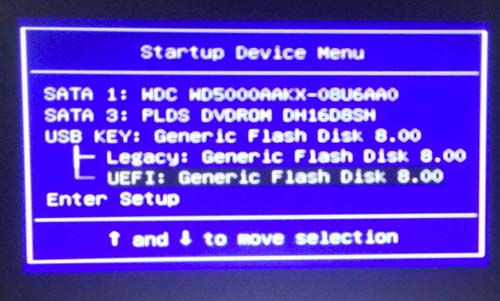 Startup Device Menu
SATA 1: WDC WD5000AAKX-08U6AA0
SATA 3: PLDS DVDROM DH16D8SH
USB KEY: Generic Flash Disk 8.00
Legacy: Generic Flash Disk 8.00
UEFI: Generic Flash Disk 8.00
Enter Setup
↑ and ↓ to move selection